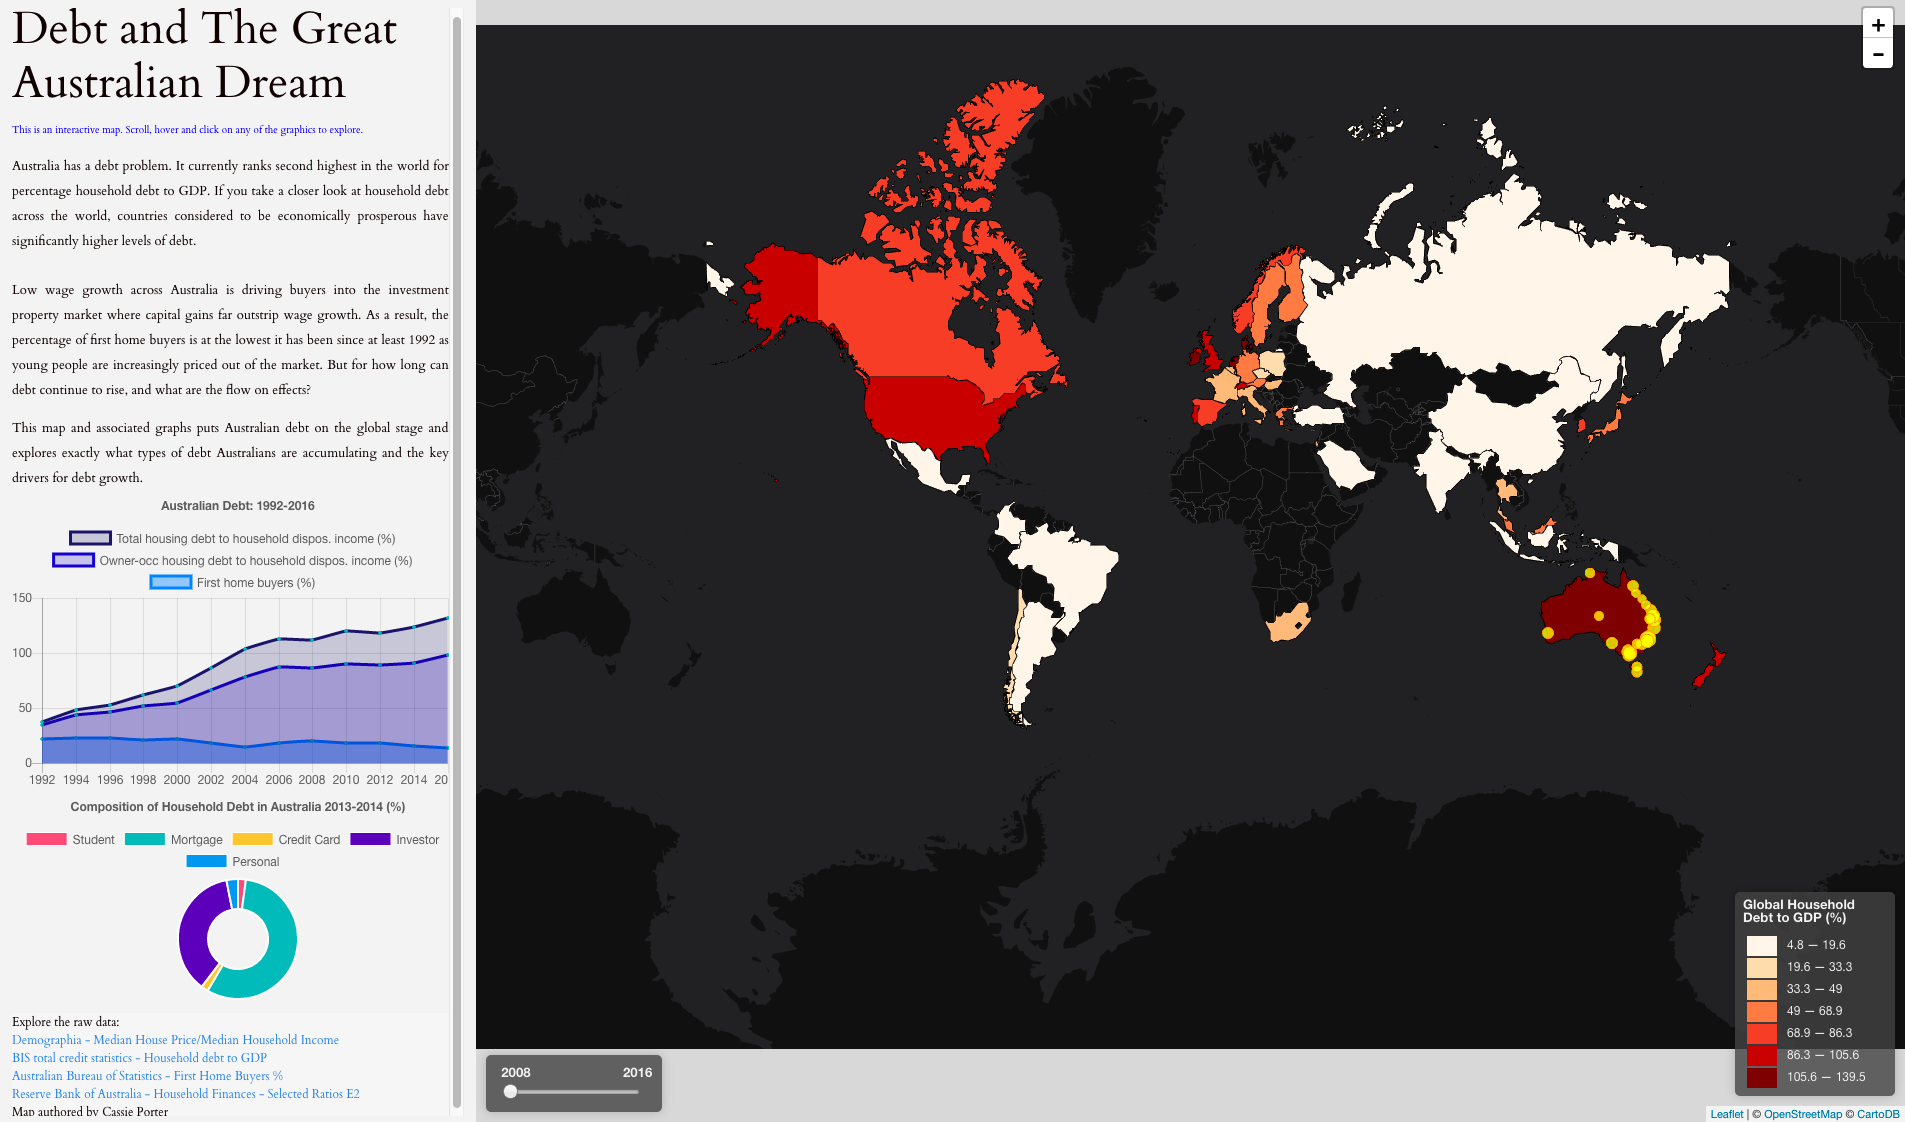 Debt and The Great
Australian Dream
This is an interactive map. Scroll, hover and click on any of the graphics to explore.
Australia has a debt problem. It currently ranks second highest in the world for
percentage household debt to GDP. If you take a closer look at household debt
across the world, countries considered to be economically prosperous have
significantly higher levels of debt.
Low wage growth across Australia is driving buyers into the investment
property market where capital gains far outstrip wage growth. As a result, the
percentage of first home buyers is at the lowest it has been since at least 1992 as
young people are increasingly priced out of the market. But for how long can
debt continue to rise, and what are the flow on effects?
This map and associated graphs puts Australian debt on the global stage and
explores exactly what types of debt Australians are accumulating and the key
drivers for debt growth.
Australian Debt: 1992-2016
Total housing debt to household dispos. income (%)
Owner-occ housing debt to household dispos. income (%)
First home buyers (%)
150
100
50
0
1992 1994 1996 1998 2000 2002 2004 2006 2008 2010 2012 2014 20
Composition of Household Debt in Australia 2013-2014 (%)
Student Mortgage Credit Card Investor
Personal
Explore the raw data:
Demographia - Median House Price/Median Household Income
BIS total credit statistics - Household debt to GDP
Australian Bureau of Statistics - First Home Buyers %
Reserve Bank of Australia - Household Finances - Selected Ratios E2
Map authored by Cassie Porter
+
-
2008 2016
Global Household
Debt to GDP (%)
4.8 — 19.6
19.6 — 33.3
33.3 — 49
49 — 68.9
68.9 — 86.3
86.3 — 105.6
105.6 — 139.5
Leaflet | © OpenStreetMap © CartoDB